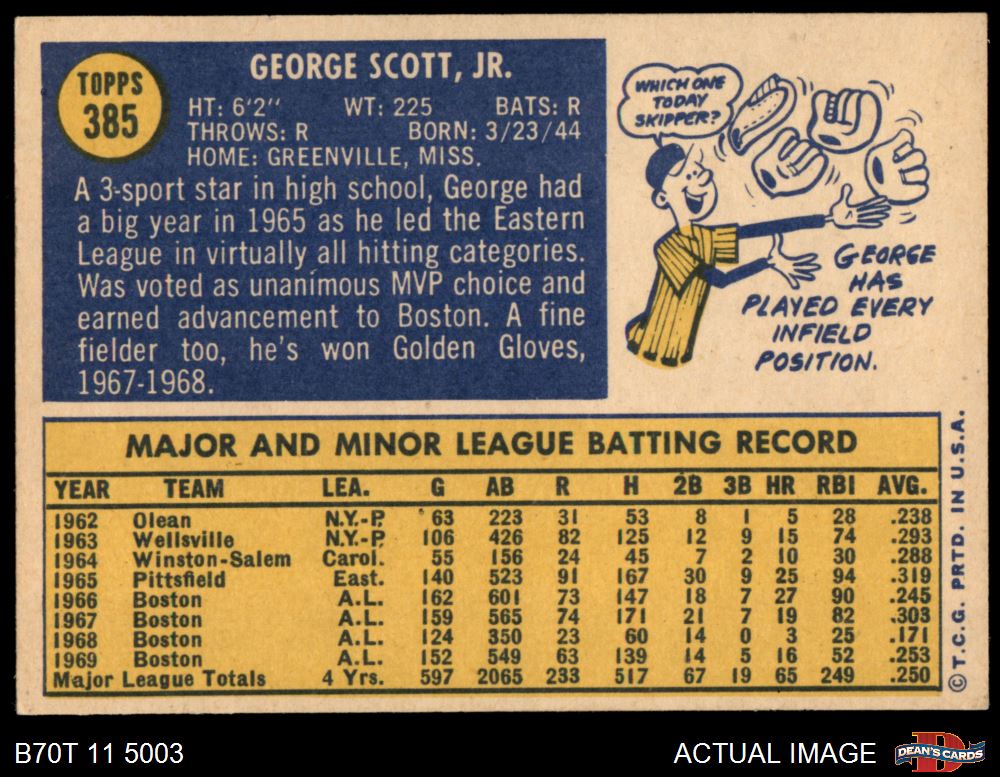 TOPPS
385
GEORGE SCOTT, JR.
HT: 6'2" WT: 225 BATS: R
THROWS: R BORN: 3/23/44
HOME: GREENVILLE, MISS.
A 3-sport star in high school, George had
a big year in 1965 as he led the Eastern
League in virtually all hitting categories.
Was voted as unanimous MVP choice and
earned advancement to Boston. A fine
fielder too, he's won Golden Gloves,
1967-1968.
WHICH ONE
TODAY
SKIPPER?
GEORGE
HAS
PLAYED EVERY
INFIELD
POSITION.
MAJOR AND MINOR LEAGUE BATTING RECORD
YEAR TEAM LEA. G AB R H 2B 3B HR RBI AVG.
1962 Olean N.Y.-P. 63 223 31 53 8 1 5 28 .238
1963 Wellsville N.Y.-P. 106 426 82 125 12 9 15 74 .293
1964 Winston-Salem Carol. 55 156 24 45 7 2 10 30 .288
1965 Pittsfield East. 140 523 91 167 30 9 25 94 .319
1966 Boston A.L. 162 601 73 147 18 7 27 90 .245
1967 Boston A.L. 159 565 74 171 21 7 19 82 .303
1968 Boston A.L. 124 350 23 60 14 0 3 25 .171
1969 Boston A.L. 152 549 63 139 14 5 16 52 .253
Major League Totals 4 Yrs. 597 2065 233 517 67 19 65 249 .250
© T.C.G. PRTD. IN U.S.A.
B70T 11 5003
ACTUAL IMAGE
D
DEAN'S CARDS